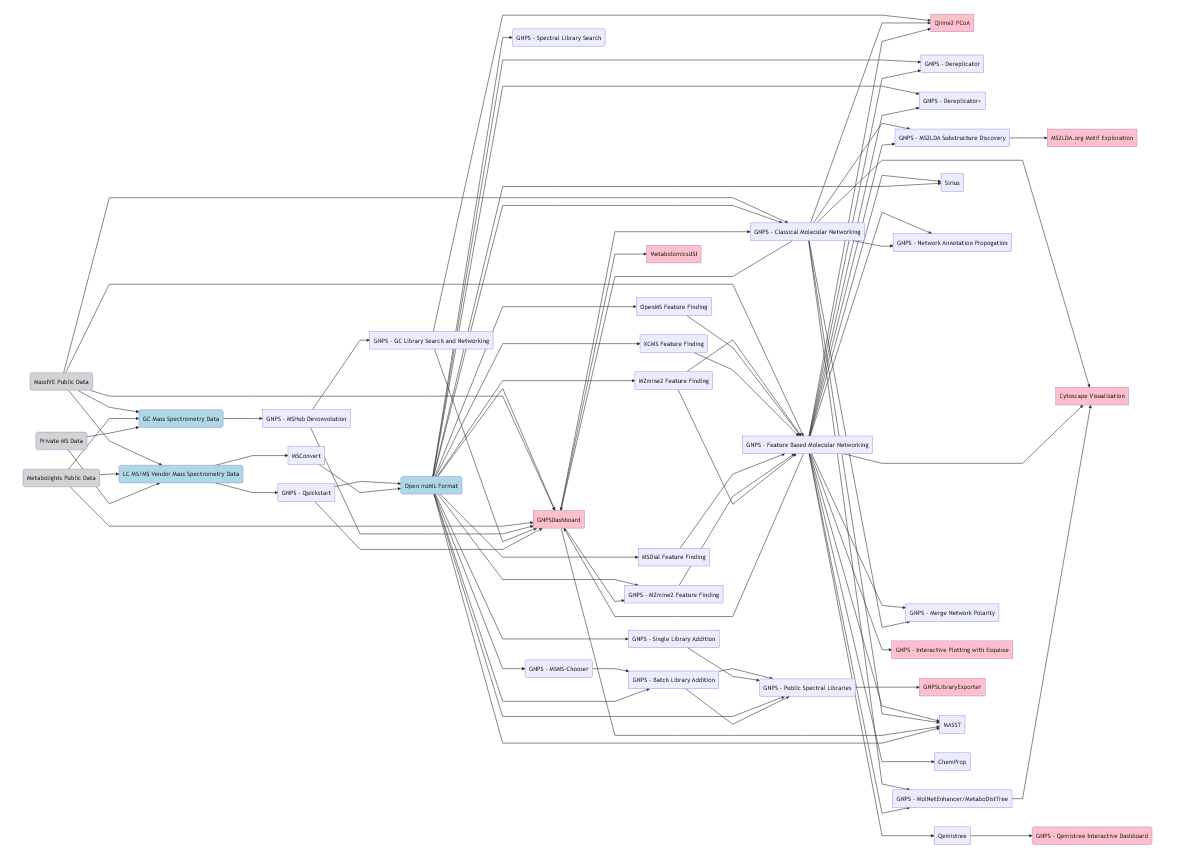 Qiime2 PCoA
GNPS - Spectral Library Search
GNPS - Dereplicator
GNPS - Dereplicator+
GNPS - MS2LDA Substructure Discovery
MS2LDA.org Motif Exploration
Sirius
GNPS - Classical Molecular Networking
GNPS - Network Annotation Propogation
MetabolomicsUSI
OpenMS Feature Finding
GNPS - GC Library Search and Networking
XCMS Feature Finding
MassIVE Public Data
MZmine2 Feature Finding
Cytoscape Visualization
GC Mass Spectrometry Data
GNPS - MSHub Devonvolution
Private MS Data
GNPS - Feature Based Molecular Networking
MSConvert
Metabolights Public Data
LC MS/MS Vendor Mass Spectrometry Data
Open mzML Format
GNPS - Quickstart
GNPSDashboard
MSDial Feature Finding
GNPS - MZmine2 Feature Finding
GNPS - Merge Network Polarity
GNPS - Single Library Addition
GNPS - Interactive Plotting with Esquisse
GNPS - MSMS-Chooser
GNPS - Batch Library Addition
GNPS - Public Spectral Libraries
GNPSLibraryExporter
MASST
ChemProp
GNPS - MolNetEnhancer/MetaboDistTree
Qemistree
GNPS - Qemistree Interactive Dashboard